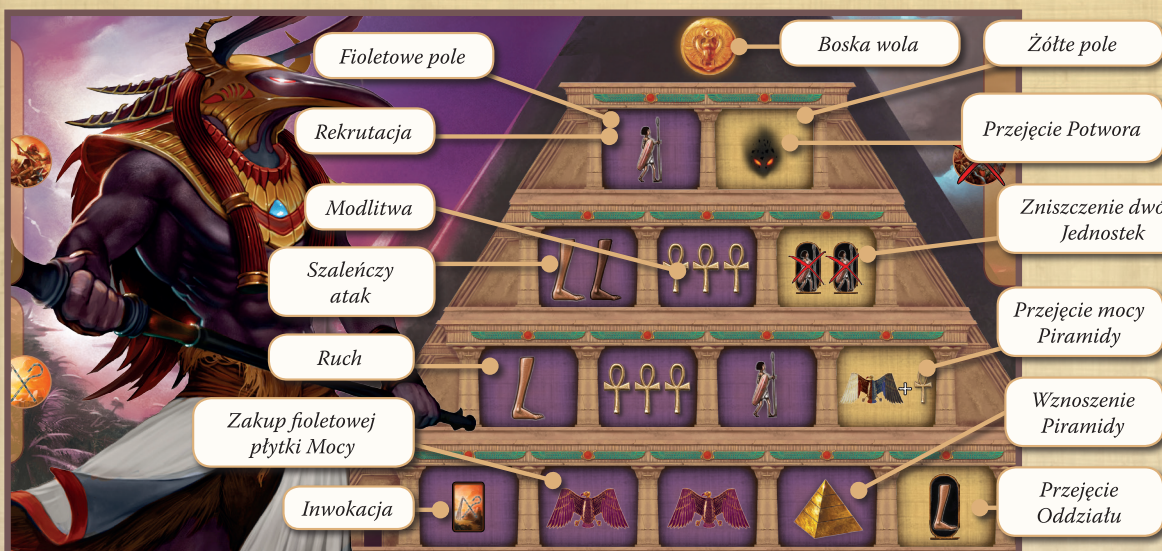 Fioletowe pole
Boska wola
Żółte pole
Rekrutacja
Przejęcie Potwora
Modlitwa
Zniszczenie
Jednostek
Szaleńczy
atak
Ruch
Przejęcie mocy
Piramidy
Zakup fioletowej
płytki Mocy
Wznoszenie
Piramidy
Inwokacja
Przejęcie
Oddziału